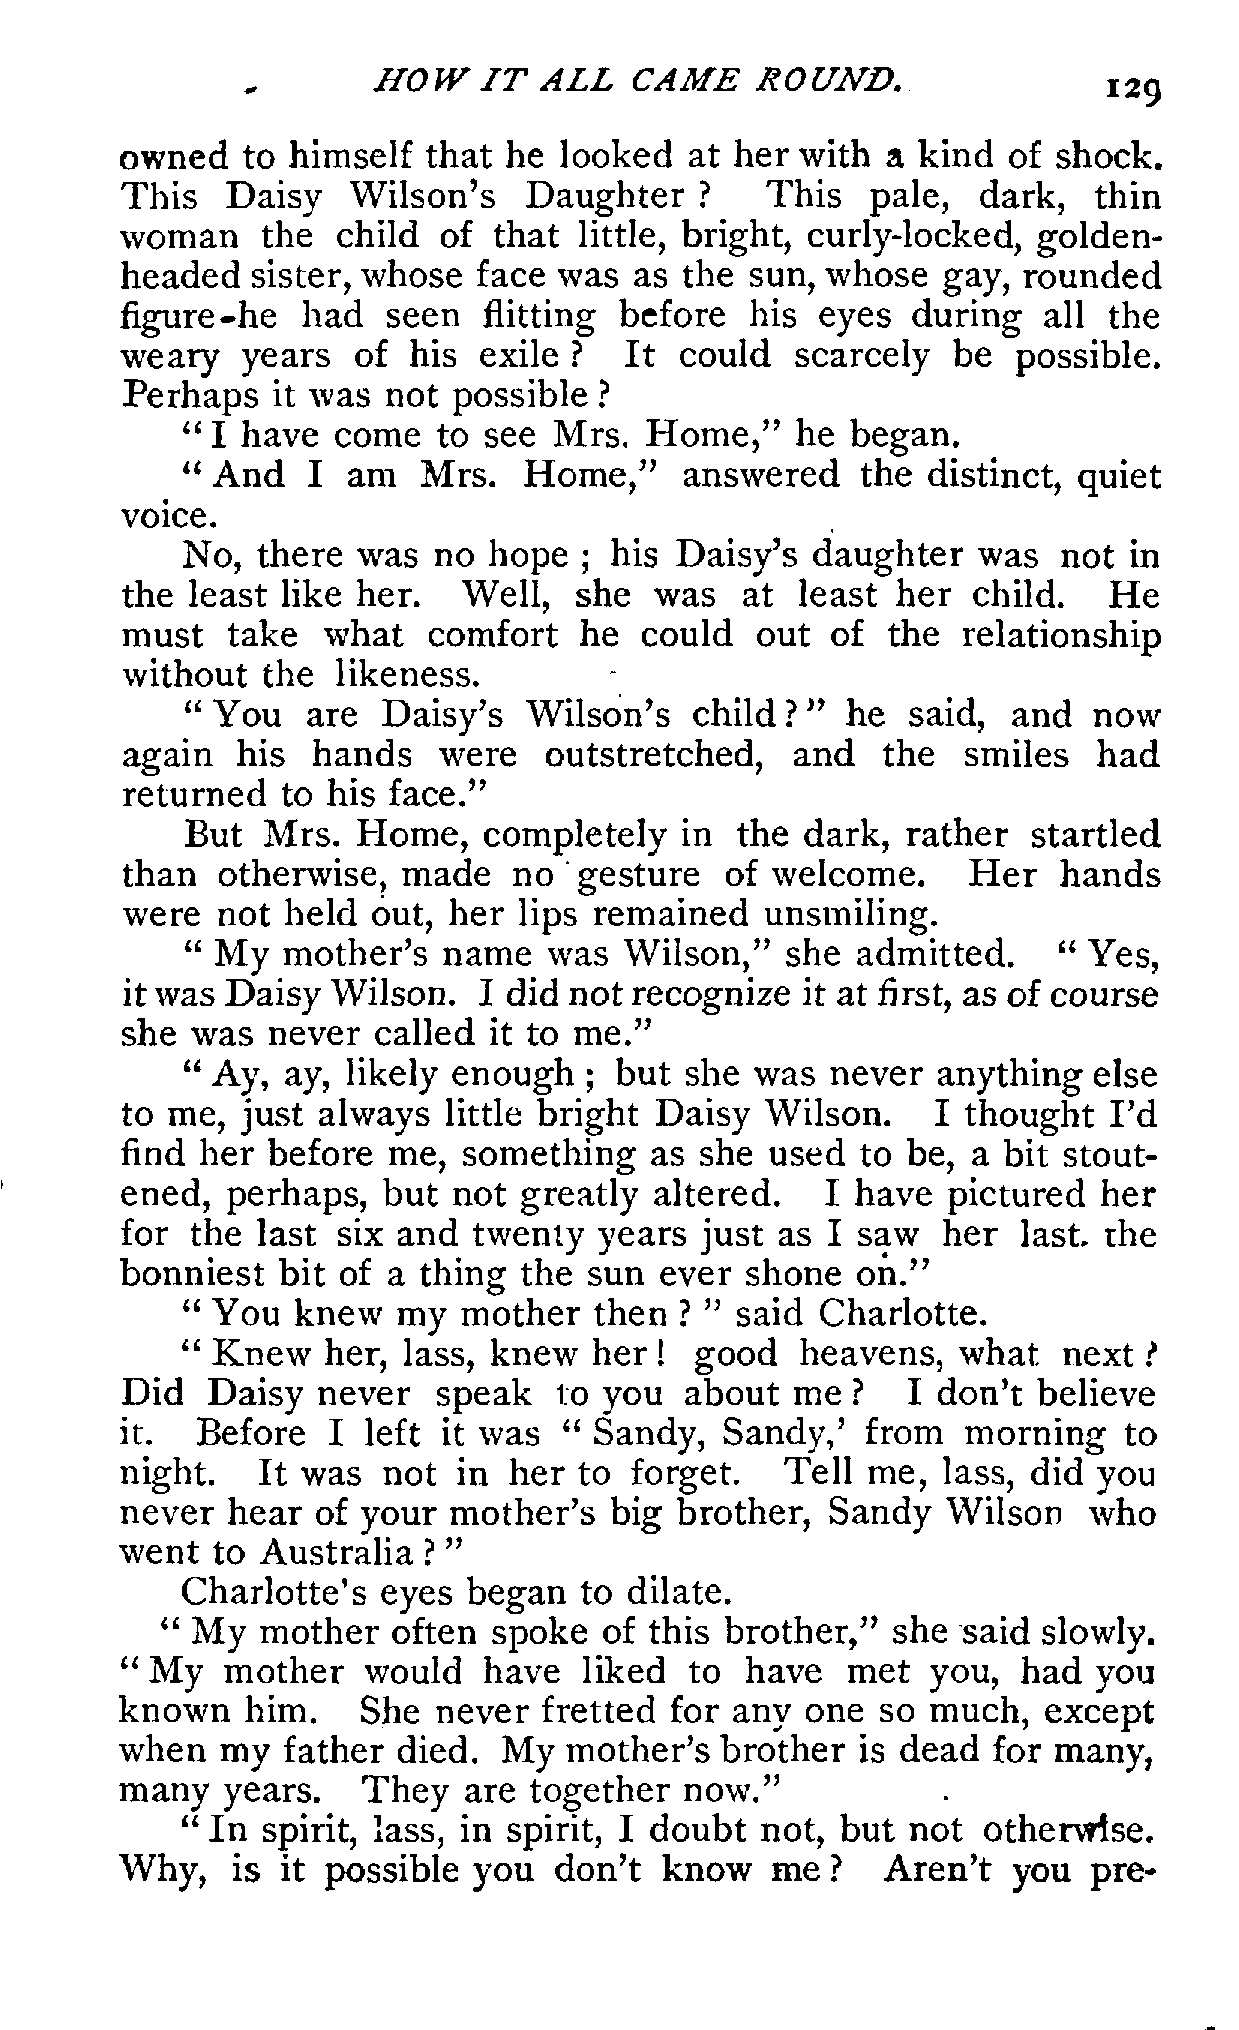 HOW IT ALL CAME ROUND. 129
owned to himself that he looked at her with a kind of shock.
This Daisy Wilson's Daughter ? This pale, dark, thin
woman the child of that little, bright, curly-locked, golden-
headed sister, whose face was as the sun, whose gay, rounded
figure-he had seen flitting before his eyes during all the
weary years of his exile ? It could scarcely be possible.
Perhaps it was not possible ?
" I have come to see Mrs. Home," he began.
" And I am Mrs. Home," answered the distinct, quiet
voice.
No, there was no hope ; his Daisy's daughter was not in
the least like her. Well, she was at least her child. He
must take what comfort he could out of the relationship
without the likeness.
" You are Daisy's Wilson's child ? " he said, and now
again his hands were outstretched, and the smiles had
returned to his face."
But Mrs. Home, completely in the dark, rather startled
than otherwise, made no gesture of welcome. Her hands
were not held out, her lips remained unsmiling.
" My mother's name was Wilson," she admitted. " Yes,
it was Daisy Wilson. I did not recognize it at first, as of course
she was never called it to me."
" Ay, ay, likely enough ; but she was never anything else
to me, just always little bright Daisy Wilson. I thought I'd
find her before me, something as she used to be, a bit stout-
ened, perhaps, but not greatly altered. I have pictured her
for the last six and twenty years just as I saw her last. the
bonniest bit of a thing the sun ever shone on."
" You knew my mother then ? " said Charlotte.
" Knew her, lass, knew her ! good heavens, what next ?
Did Daisy never speak to you about me ? I don't believe
it. Before I left it was " Sandy, Sandy,' from morning to
night. It was not in her to forget. Tell me, lass, did you
never hear of your mother's big brother, Sandy Wilson who
went to Australia ? "
Charlotte's eyes began to dilate.
" My mother often spoke of this brother," she said slowly.
" My mother would have liked to have met you, had you
known him. She never fretted for any one so much, except
when my father died. My mother's brother is dead for many,
many years. They are together now."
" In spirit, lass, in spirit, I doubt not, but not otherwise.
Why, is it possible you don't know me ? Aren't you pre-